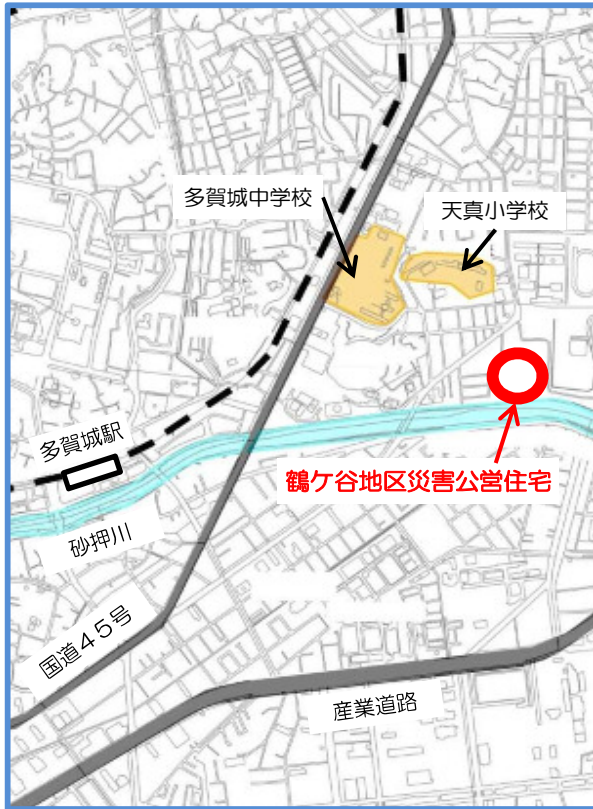 多賀城中学校
天真小学校
多賀城駅
鶴ケ谷地区災害公営住宅
砂押川
国道45号
産業道路